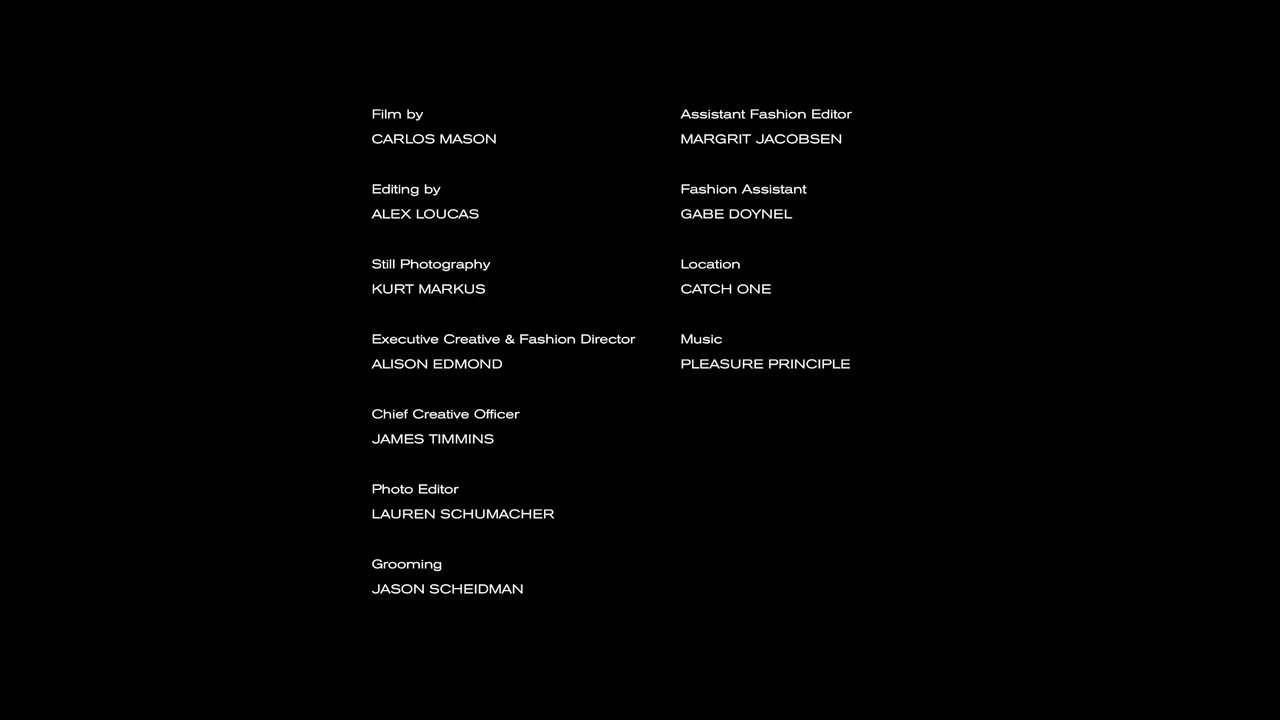 Film by
CARLOS MASON
Editing by
ALEX LOUCAS
Still Photography
KURT MARKUS
Executive Creative & Fashion Director
ALISON EDMOND
Chief Creative Officer
JAMES TIMMINS
Photo Editor
LAUREN SCHUMACHER
Grooming
JASON SCHEIDMAN
Assistant Fashion Editor
MARGRIT JACOBSEN
Fashion Assistant
GABE DOYNEL
Location
CATCH ONE
Music
PLEASURE PRINCIPLE